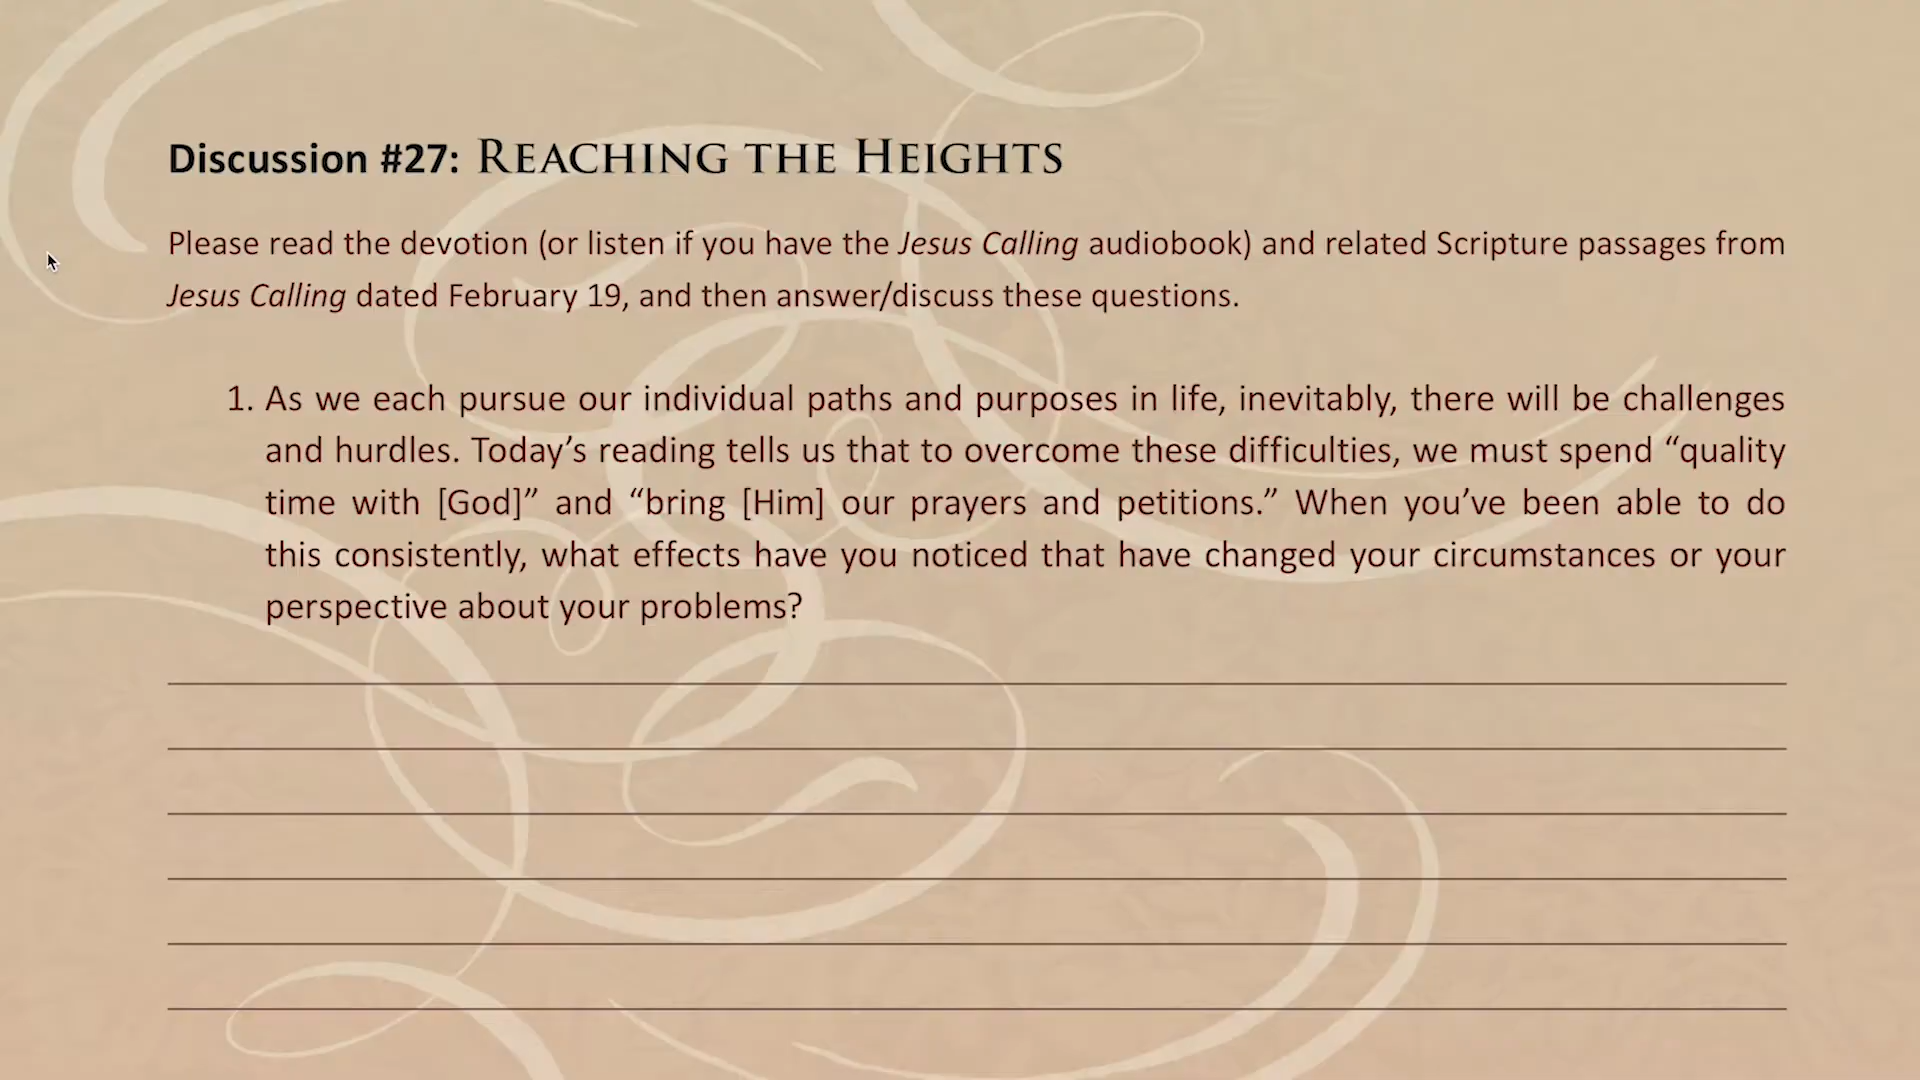 Discussion #27: REACHING THE HEIGHTS
Please read the devotion (or listen if you have the Jesus Calling audiobook) and related Scripture passages from
Jesus Calling dated February 19, and then answer/discuss these questions.
1. As we each pursue our individual paths and purposes in life, inevitably, there will be challenges
and hurdles. Today’s reading tells us that to overcome these difficulties, we must spend “quality
time with [God]” and “bring [Him] our prayers and petitions.” When you’ve been able to do
this consistently, what effects have you noticed that have changed your circumstances or your
perspective about your problems?